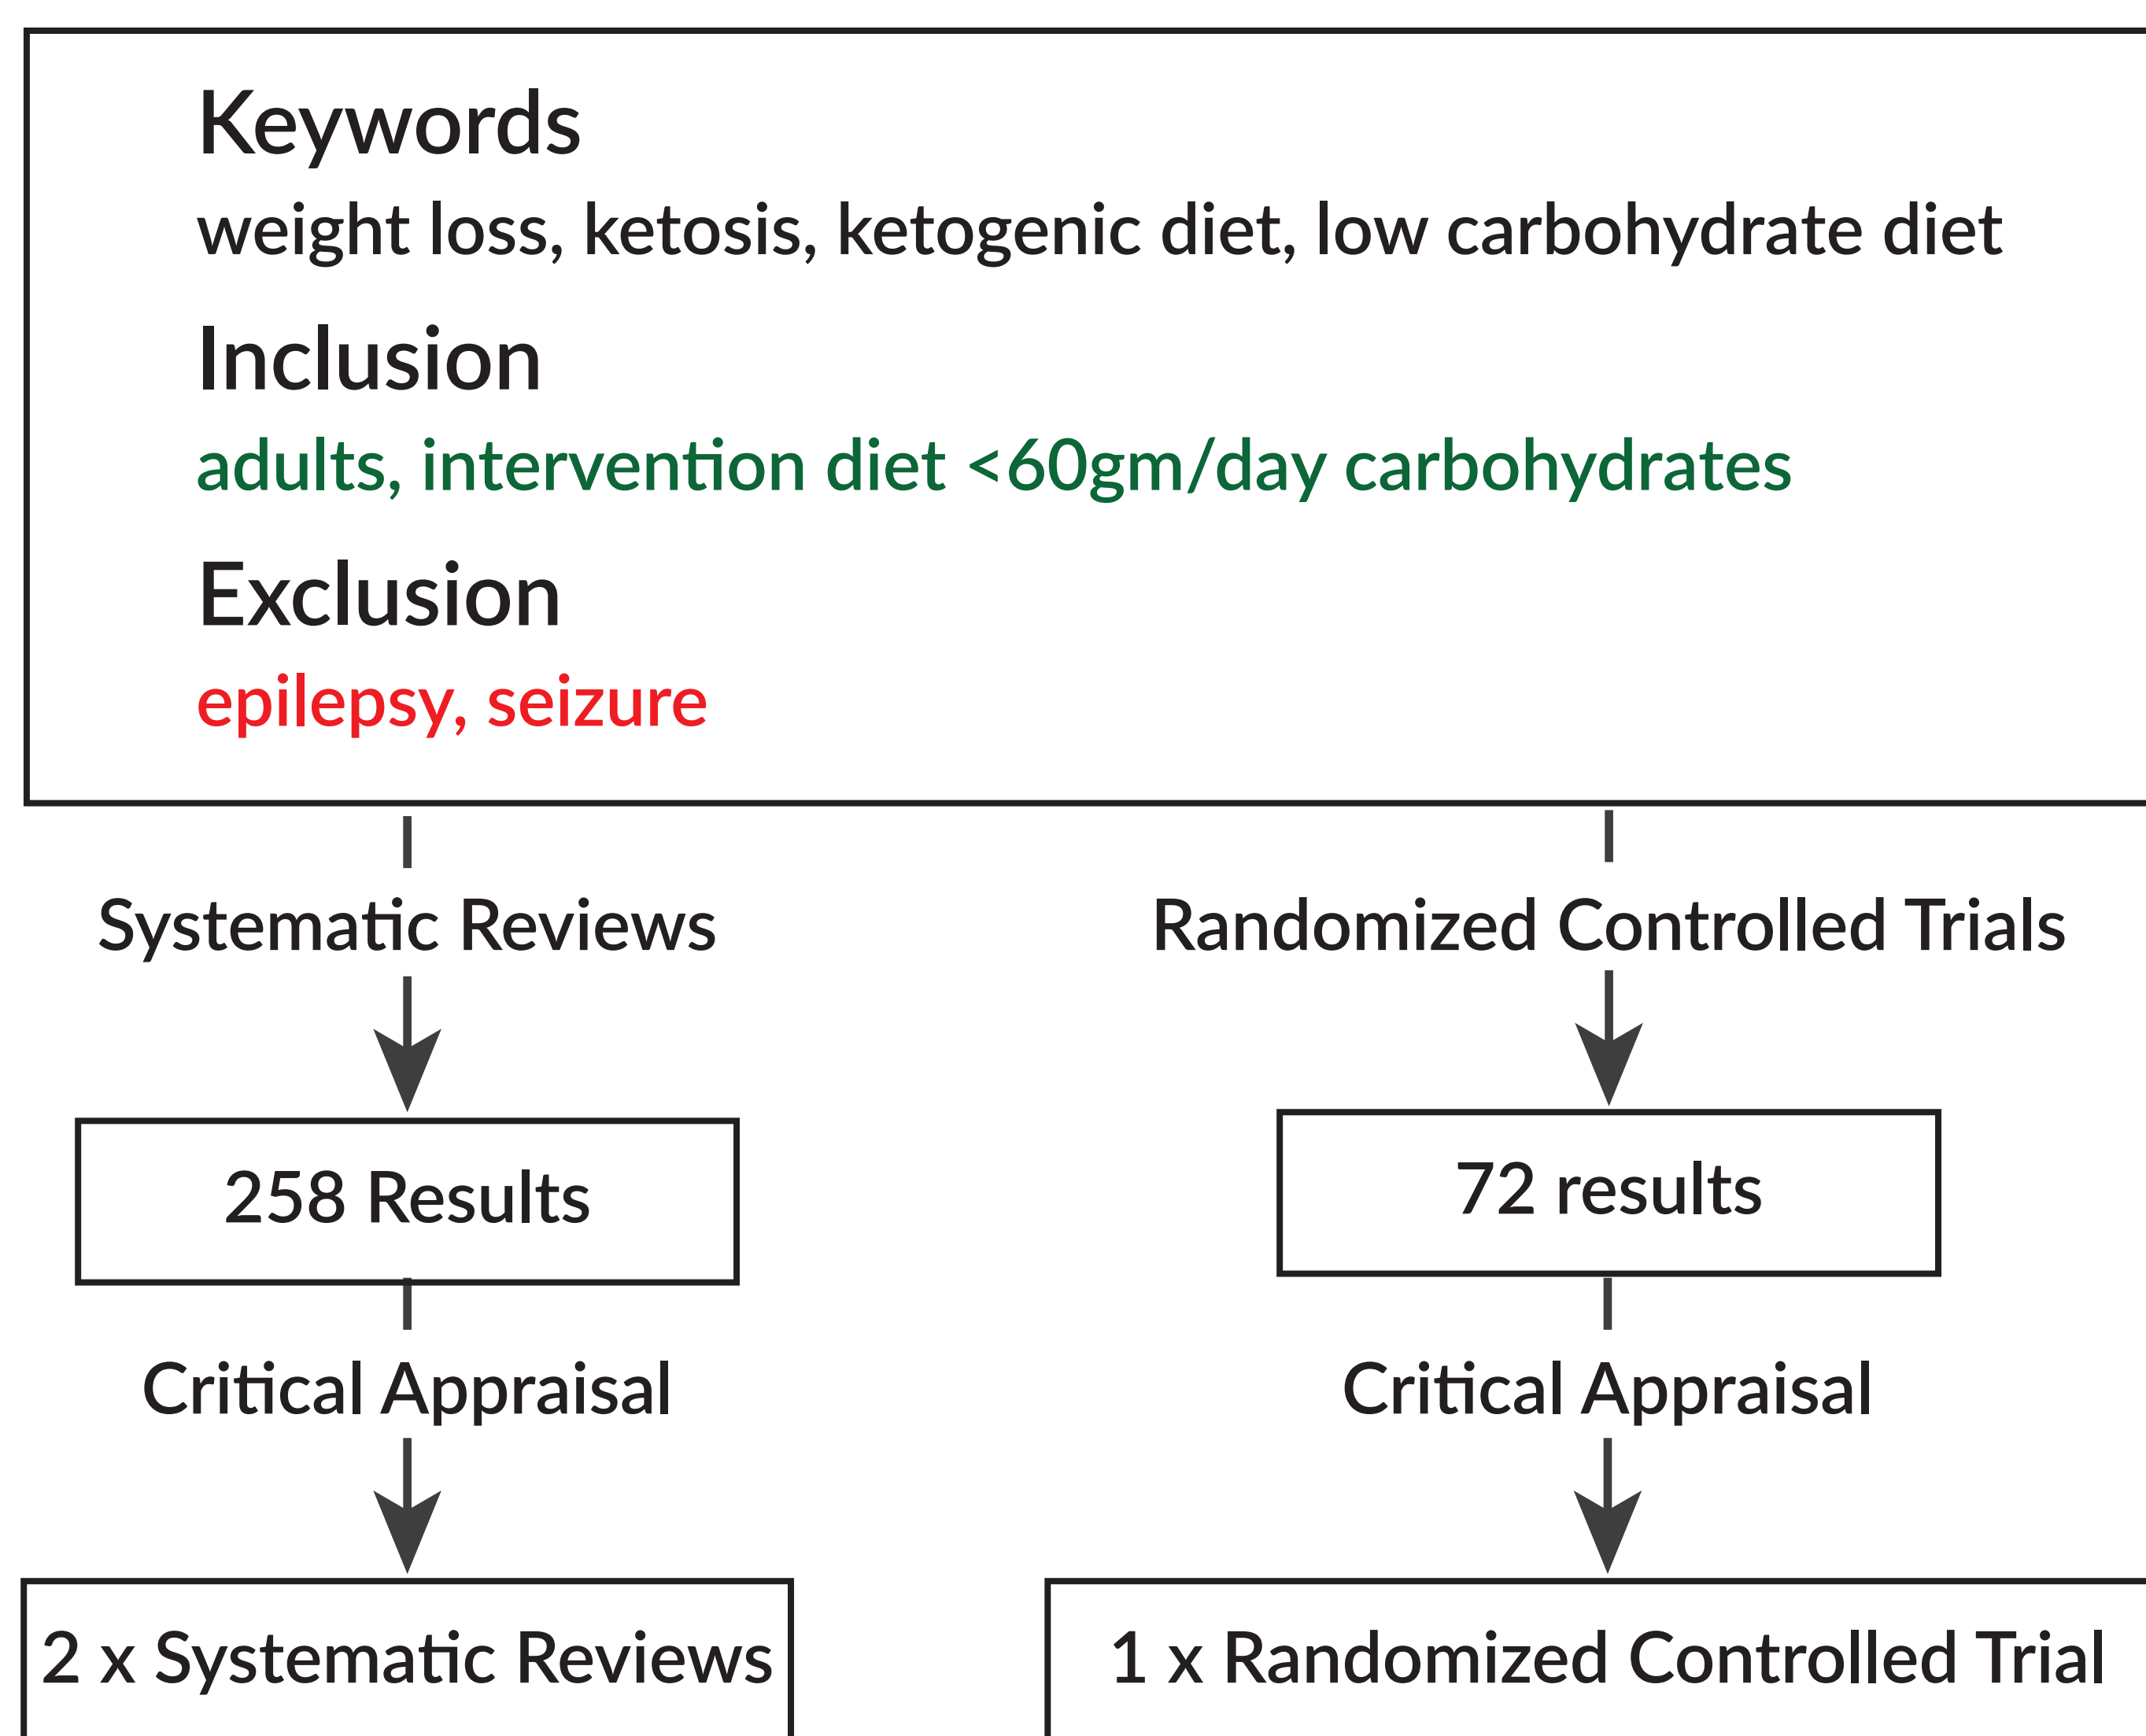 Keywords
weight loss, ketosis, ketogenic diet, low carbohydrate diet
Inclusion
adults, intervention diet <60gm/day carbohydrates
Exclusion
epilepsy, seizure
Systematic Reviews
Randomized Controlled Trials
258 Results
72 results
Critical Appraisal
Critical Appraisal
2 x Systematic Reviews
1 x Randomized Controlled Trial